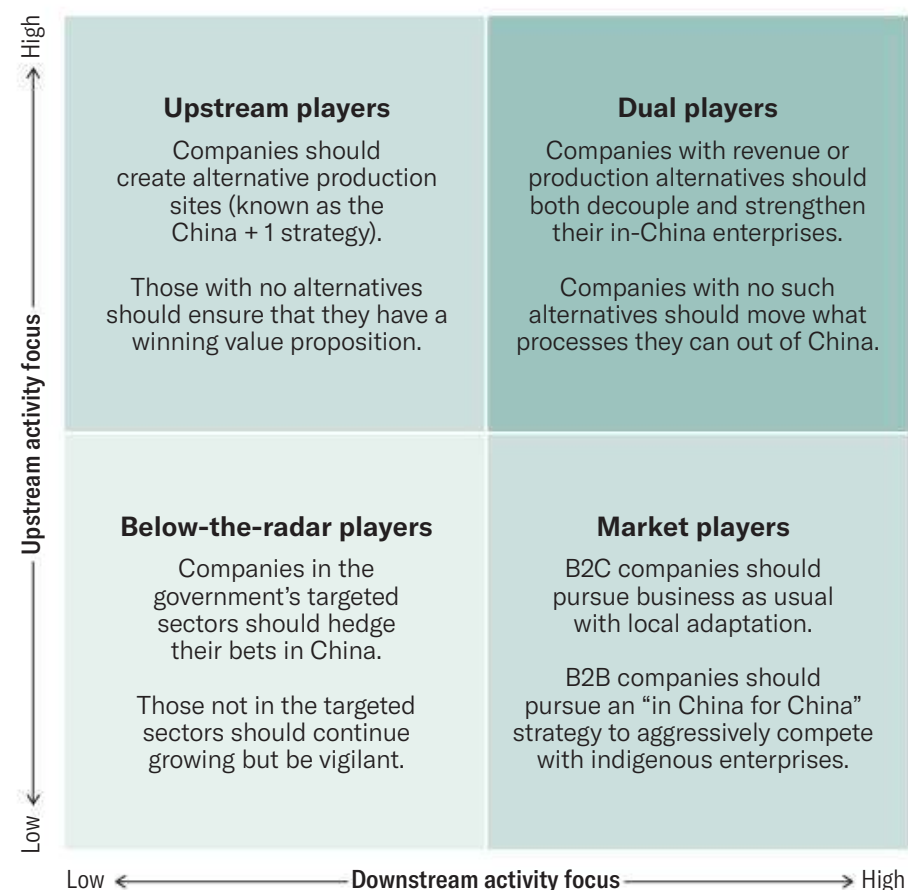 High
Upstream activity focus
Low
Upstream players
Companies should
create alternative production
sites (known as the
China + 1 strategy).
Those with no alternatives
should ensure that they have a
winning value proposition.
Dual players
Companies with revenue or
production alternatives should
both decouple and strengthen
their in-China enterprises.
Companies with no such
alternatives should move what
processes they can out of China.
Below-the-radar players
Companies in the
government’s targeted
sectors should hedge
their bets in China.
Those not in the targeted
sectors should continue
growing but be vigilant.
Market players
B2C companies should
pursue business as usual
with local adaptation.
B2B companies should
pursue an “in China for China”
strategy to aggressively compete
with indigenous enterprises.
Low
Downstream activity focus
High